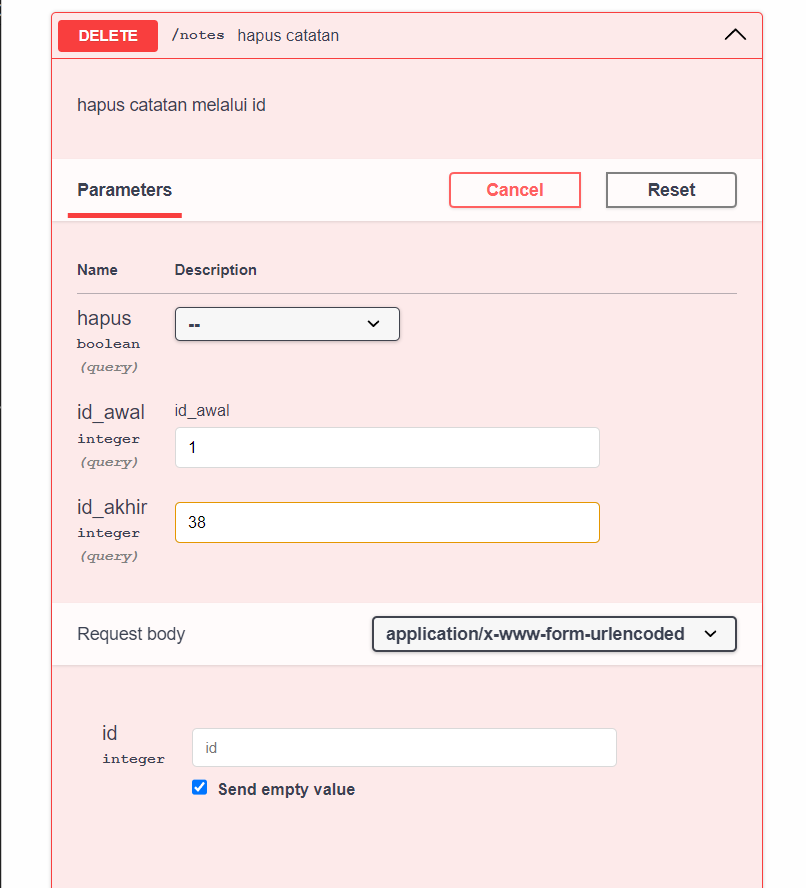 DELETE /notes hapus catatan
hapus catatan melalui id
Parameters Cancel Reset
Name Description
hapus --
boolean
(query)
id_awal id_awal
integer 1
(query)
id_akhir 38
integer
(query)
Request body application/x-www-form-urlencoded
id id
integer
Send empty value